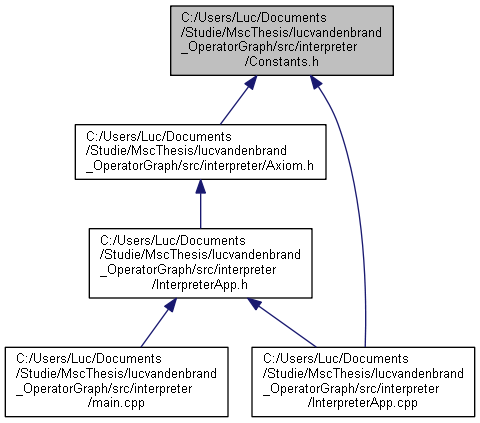 C:/Users/Luc/Documents
/Studie/MscThesis/lucvandenbrand
_OperatorGraph/src/interpreter
/Constants.h
C:/Users/Luc/Documents
/Studie/MscThesis/lucvandenbrand
_OperatorGraph/src/interpreter/Axiom.h
C:/Users/Luc/Documents
/Studie/MscThesis/lucvandenbrand
_OperatorGraph/src/interpreter
/InterpreterApp.h
C:/Users/Luc/Documents
/Studie/MscThesis/lucvandenbrand
_OperatorGraph/src/interpreter
/main.cpp
C:/Users/Luc/Documents
/Studie/MscThesis/lucvandenbrand
_OperatorGraph/src/interpreter
/InterpreterApp.cpp